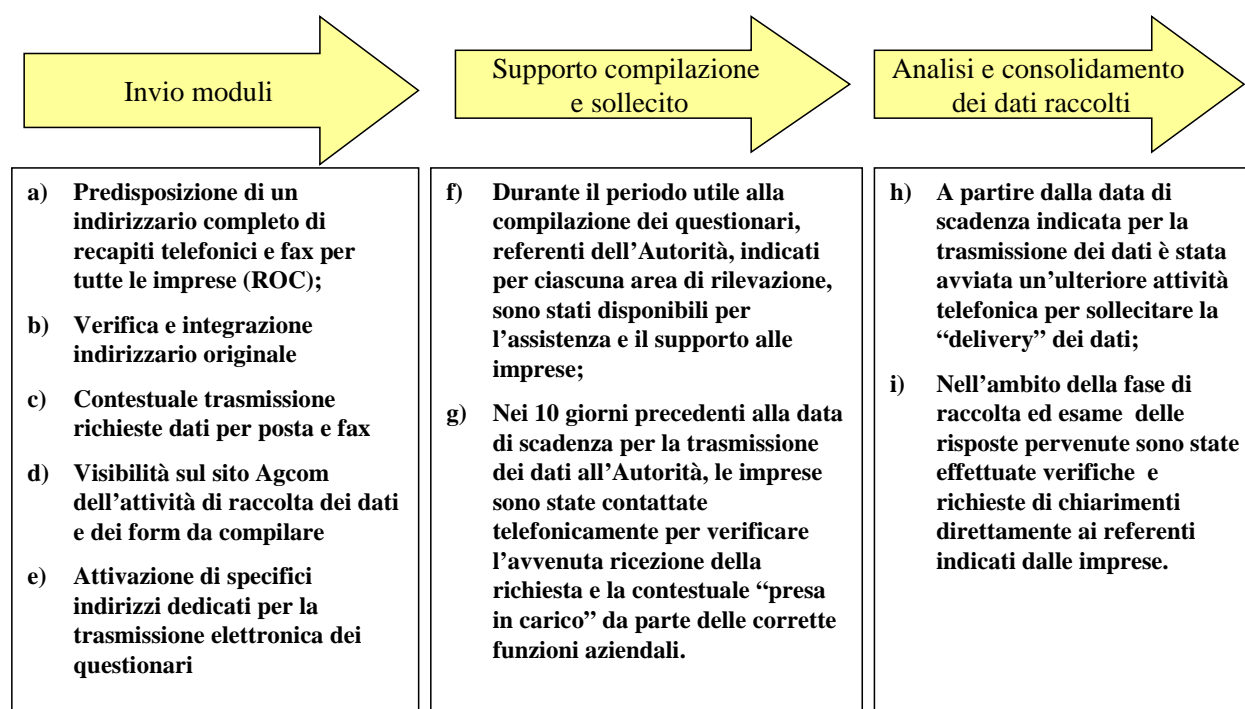 Invio moduli
Supporto compilazione
e sollecito
Analisi e consolidamento
dei dati raccolti
a) Predisposizione di un
indirizzario completo di
recapiti telefonici e fax per
tutte le imprese (ROC);
b) Verifica e integrazione
indirizzario originale
c) Contestuale trasmissione
richieste dati per posta e fax
d) Visibilità sul sito Agcom
dell’attività di raccolta dei dati
e dei form da compilare
e) Attivazione di specifici
indirizzi dedicati per la
trasmissione elettronica dei
questionari
f) Durante il periodo utile alla
compilazione dei questionari,
referenti dell’Autorità, indicati
per ciascuna area di rilevazione,
sono stati disponibili per
l’assistenza e il supporto alle
imprese;
g) Nei 10 giorni precedenti alla data
di scadenza per la trasmissione
dei dati all’Autorità, le imprese
sono state contattate
telefonicamente per verificare
l’avvenuta ricezione della
richiesta e la contestuale “presa
in carico” da parte delle corrette
funzioni aziendali.
h) A partire dalla data di
scadenza indicata per la
trasmissione dei dati è stata
avviata un’ulteriore attività
telefonica per sollecitare la
“delivery” dei dati;
i) Nell’ambito della fase di
raccolta ed esame delle
risposte pervenute sono state
effettuate verifiche e
richieste di chiarimenti
direttamente ai referenti
indicati dalle imprese.